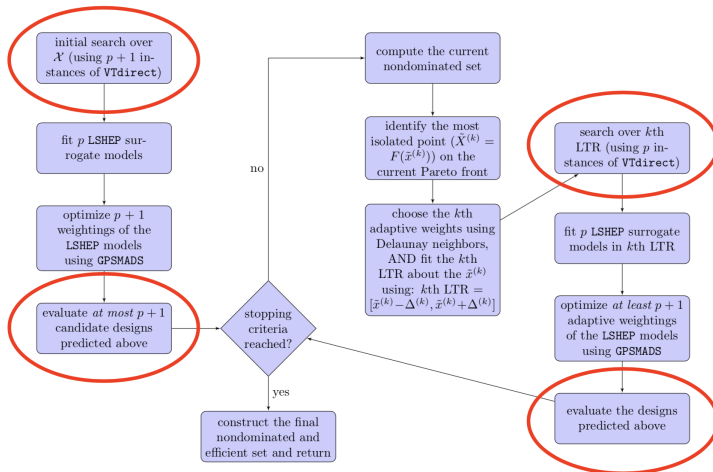 initial search over
𝒳 (using p + 1 in-
stances of VTdirect)
fit p LSHEP sur-
rogate models
optimize p + 1
weightings of the
LSHEP models
using GPSMADS
evaluate at most p + 1
candidate designs
predicted above
stopping
criteria
reached?
no
yes
construct the final
nondominated and
efficient set and return
compute the current
nondominated set
identify the most
isolated point (X̃^(k) =
F(x̃^(k))) on the
current Pareto front
choose the kth
adaptive weights using
Delaunay neighbors,
AND fit the kth
LTR about the x̃^(k)
using: kth LTR =
[x̃^(k)−Δ^(k), x̃^(k)+Δ^(k)]
search over kth
LTR (using p in-
stances of VTdirect)
fit p LSHEP surrogate
models in kth LTR
optimize at least p + 1
adaptive weightings
of the LSHEP models
using GPSMADS
evaluate the designs
predicted above